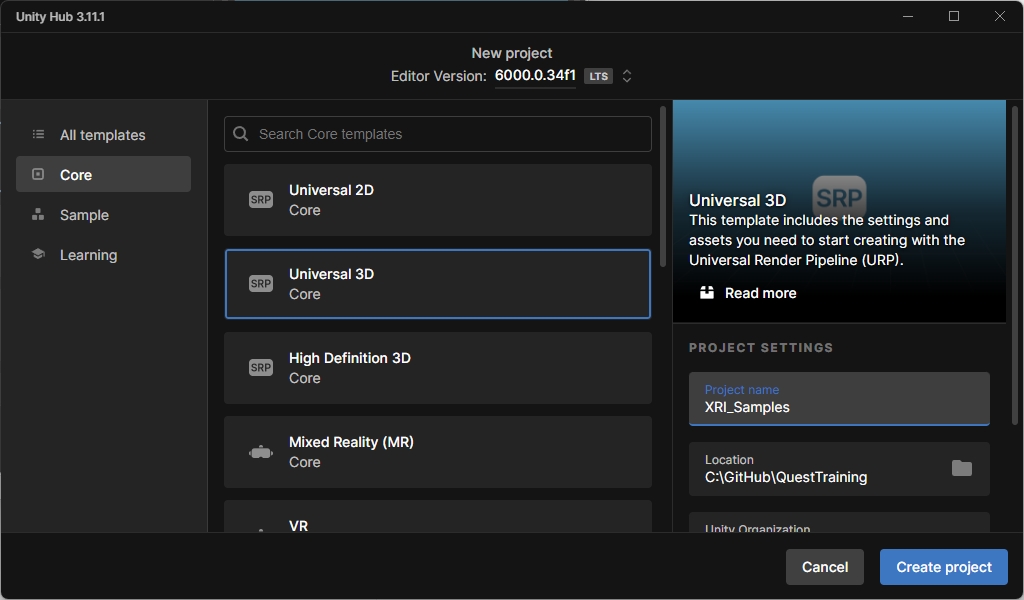 Unity Hub 3.11.1
New project
Editor Version: 6000.0.34f1 LTS
All templates
Core
Sample
Learning
Search Core templates
SRP
Universal 2D
Core
SRP
Universal 3D
Core
SRP
High Definition 3D
Core
Mixed Reality (MR)
Core
VR
SRP
Universal 3D
This template includes the settings and
assets you need to start creating with the
Universal Render Pipeline (URP).
Read more
PROJECT SETTINGS
Project name
XRI_Samples
Location
C:\GitHub\QuestTraining
Unity Organization
Cancel
Create project